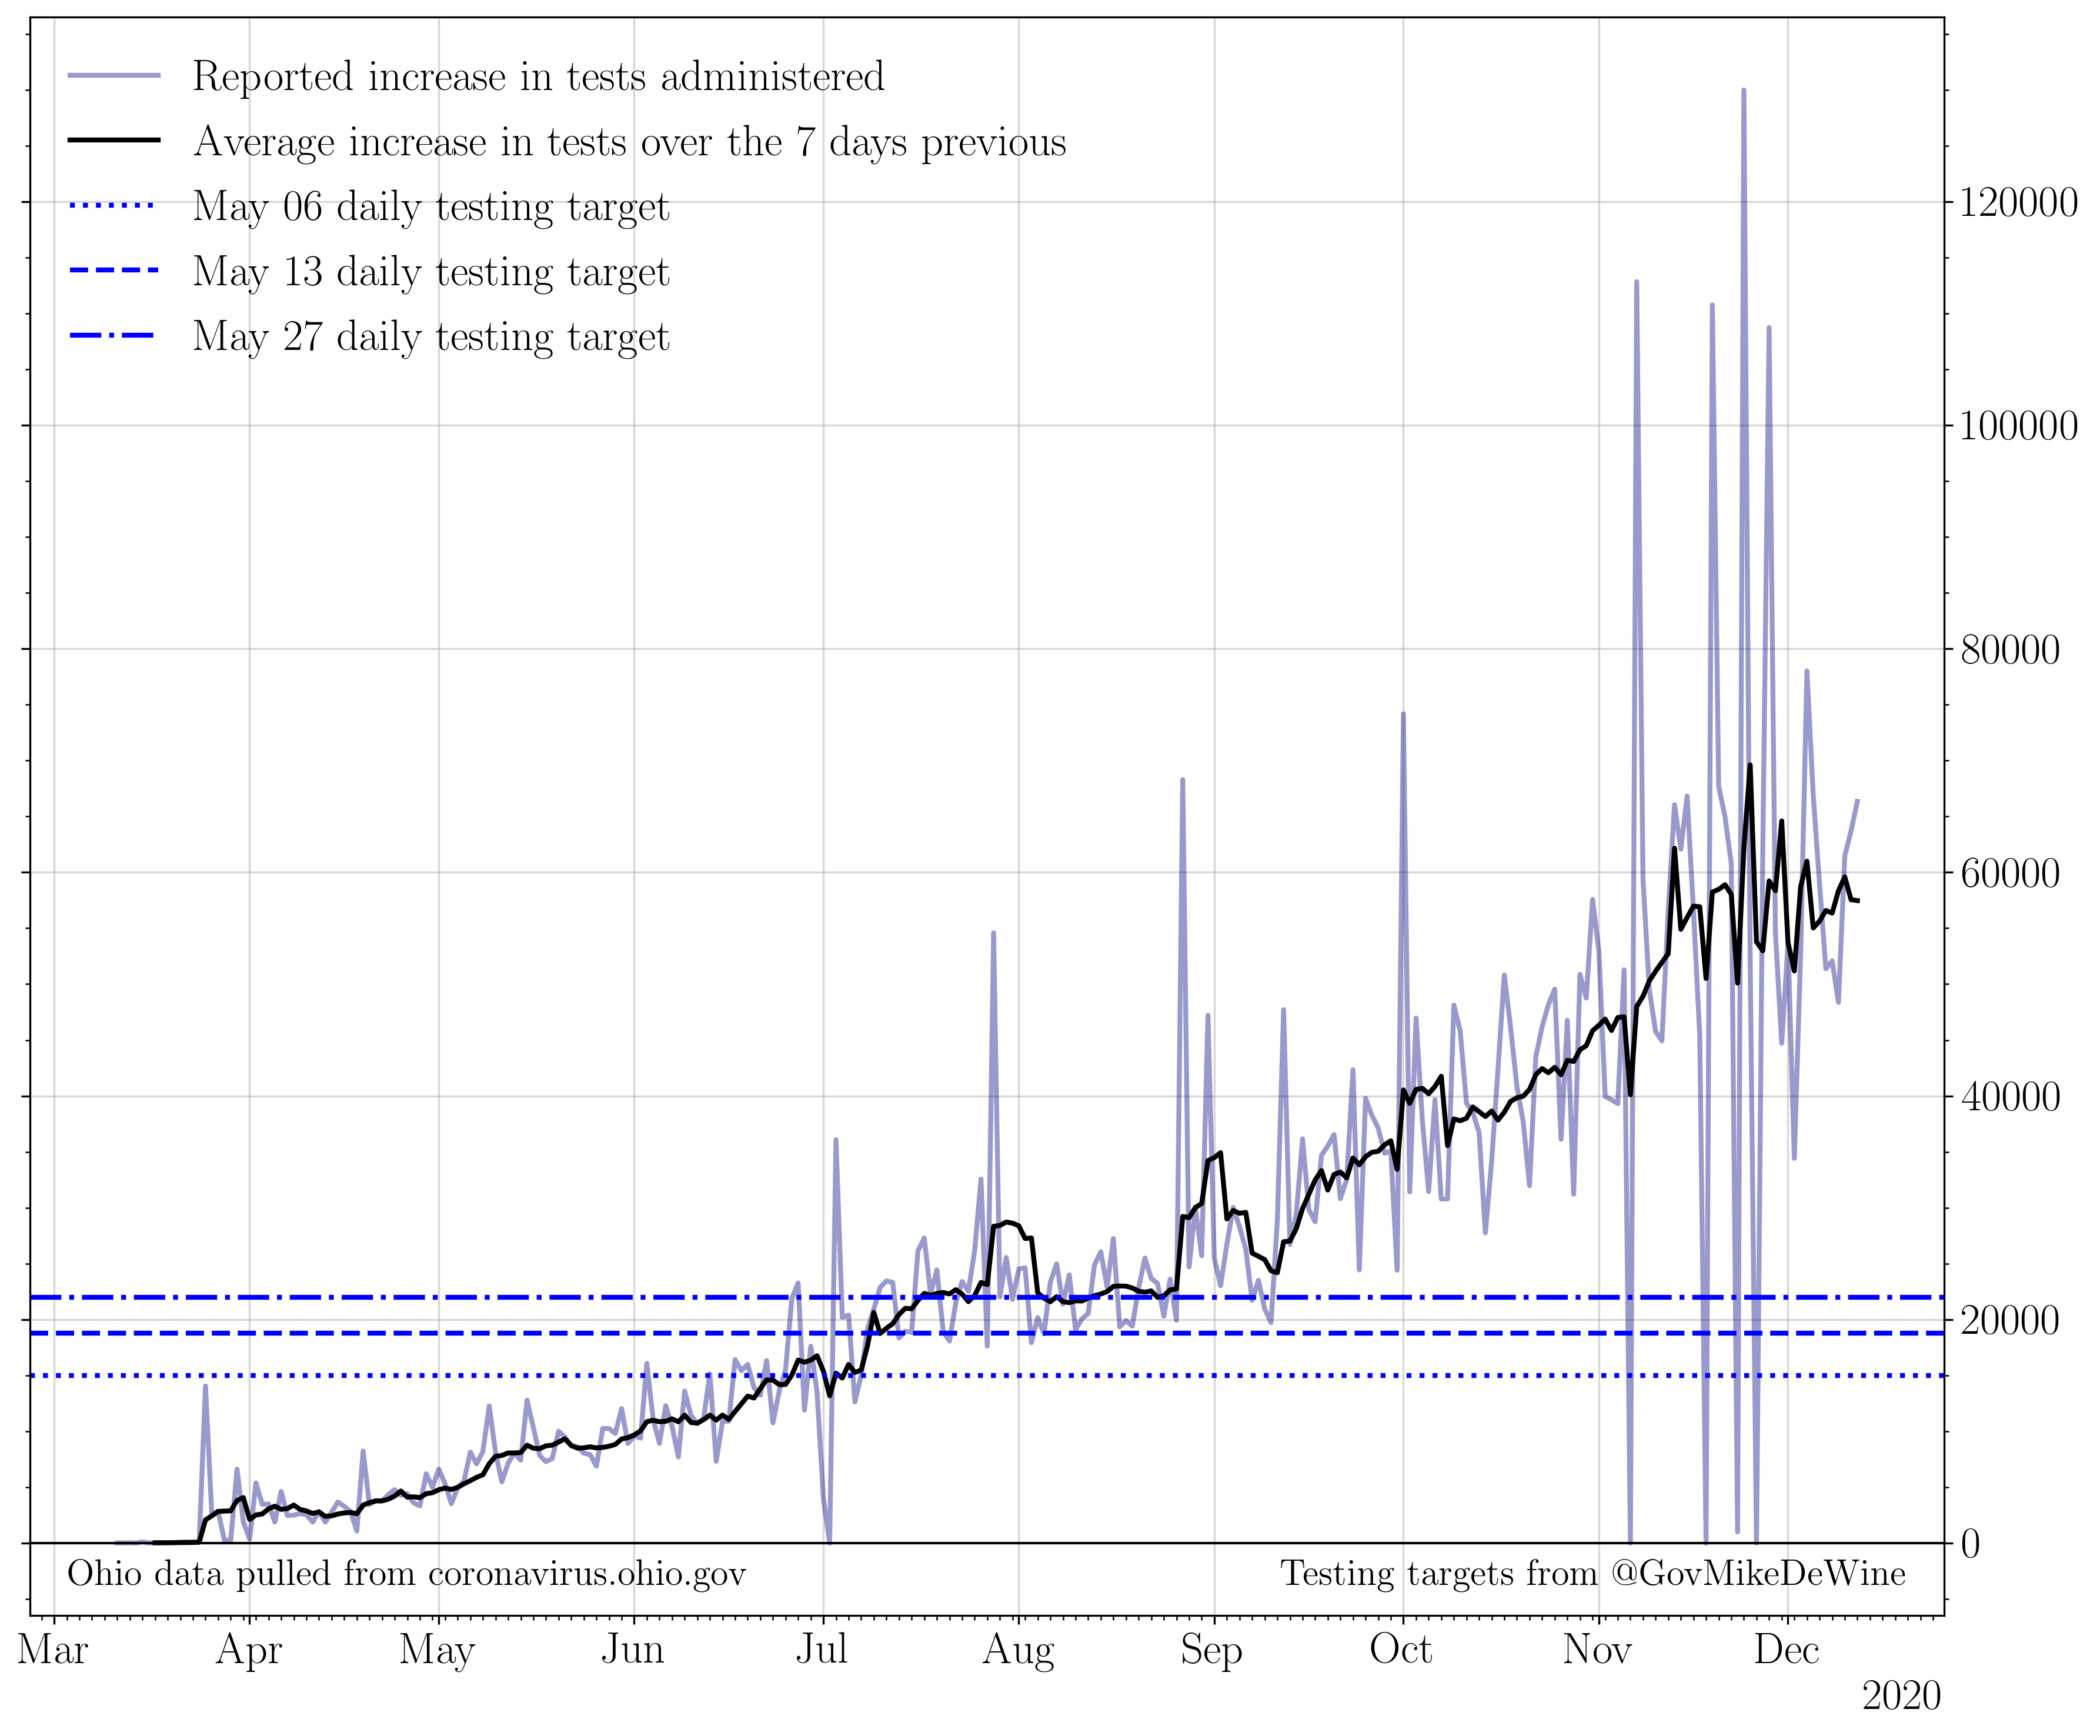 Reported increase in tests administered
Average increase in tests over the 7 days previous
May 06 daily testing target
May 13 daily testing target
May 27 daily testing target
120000
100000
80000
60000
40000
20000
0
Ohio data pulled from coronavirus.ohio.gov
Testing targets from @GovMikeDeWine
Mar Apr May Jun Jul Aug Sep Oct Nov Dec
2020